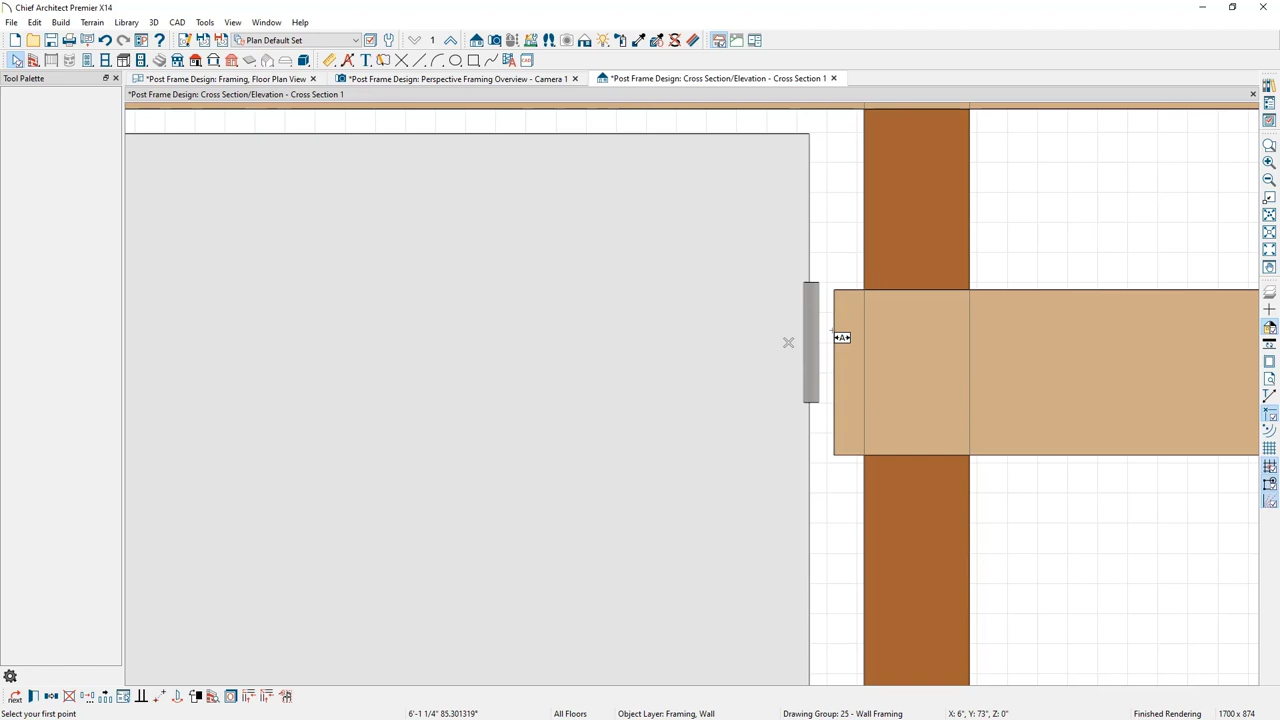 Chief Architect Premier X14
File Edit Build Terrain Library 3D CAD Tools View Window Help
Plan Default Set
1
Tool Palette
*Post Frame Design: Framing, Floor Plan View
*Post Frame Design: Perspective Framing Overview - Camera 1
*Post Frame Design: Cross Section/Elevation - Cross Section 1
*Post Frame Design: Cross Section/Elevation - Cross Section 1
A
next
Select your first point
6'-1 1/4" 85.301319°
All Floors
Object Layer: Framing, Wall
Drawing Group: 25 - Wall Framing
X: 6", Y: 73", Z: 0"
Finished Rendering
1700 x 874